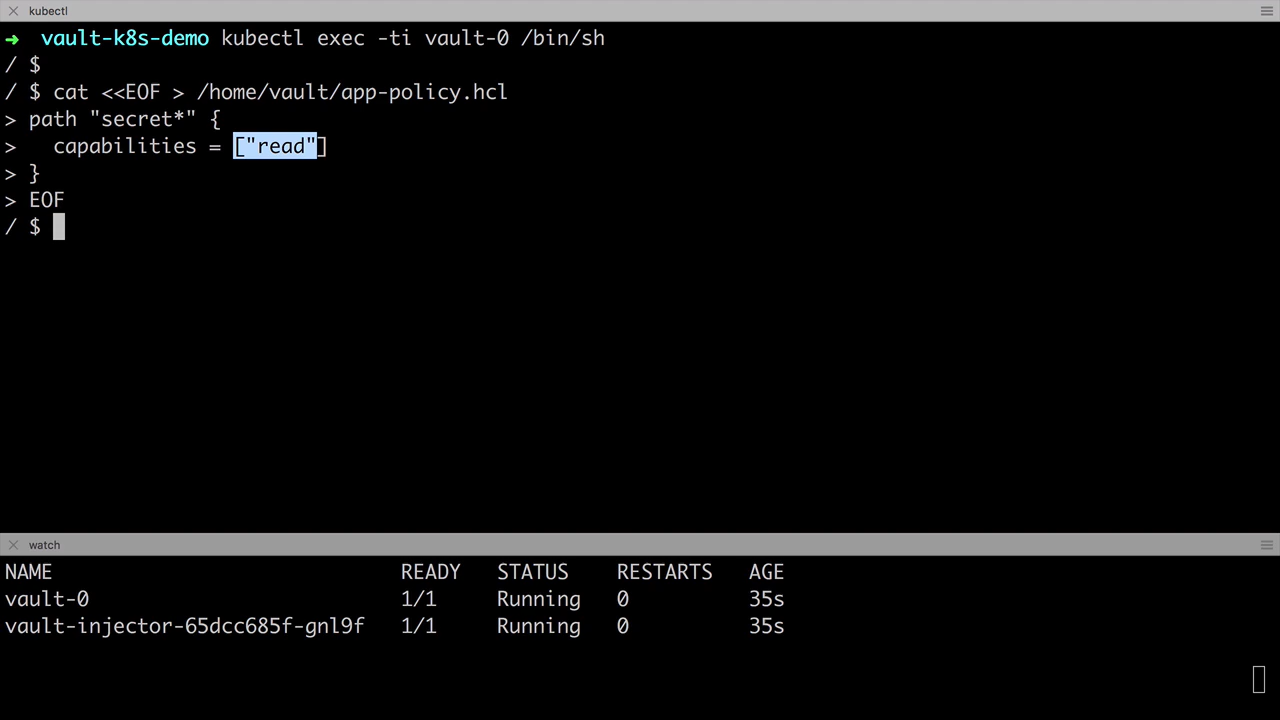 kubectl
→ vault-k8s-demo kubectl exec -ti vault-0 /bin/sh
/ $
/ $ cat <<EOF > /home/vault/app-policy.hcl
> path "secret*" {
>   capabilities = ["read"]
> }
> EOF
/ $
watch
NAME READY STATUS RESTARTS AGE
vault-0 1/1 Running 0 35s
vault-injector-65dcc685f-gnl9f 1/1 Running 0 35s